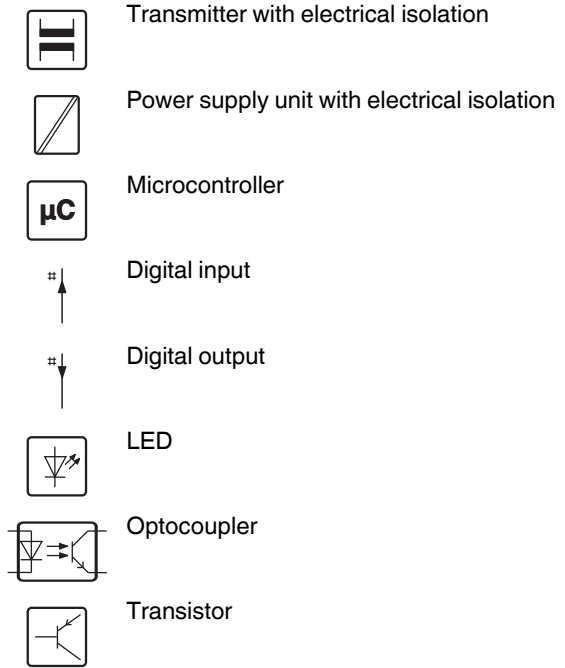 Transmitter with electrical isolation
Power supply unit with electrical isolation
µC
Microcontroller
#
Digital input
#
Digital output
LED
Optocoupler
Transistor